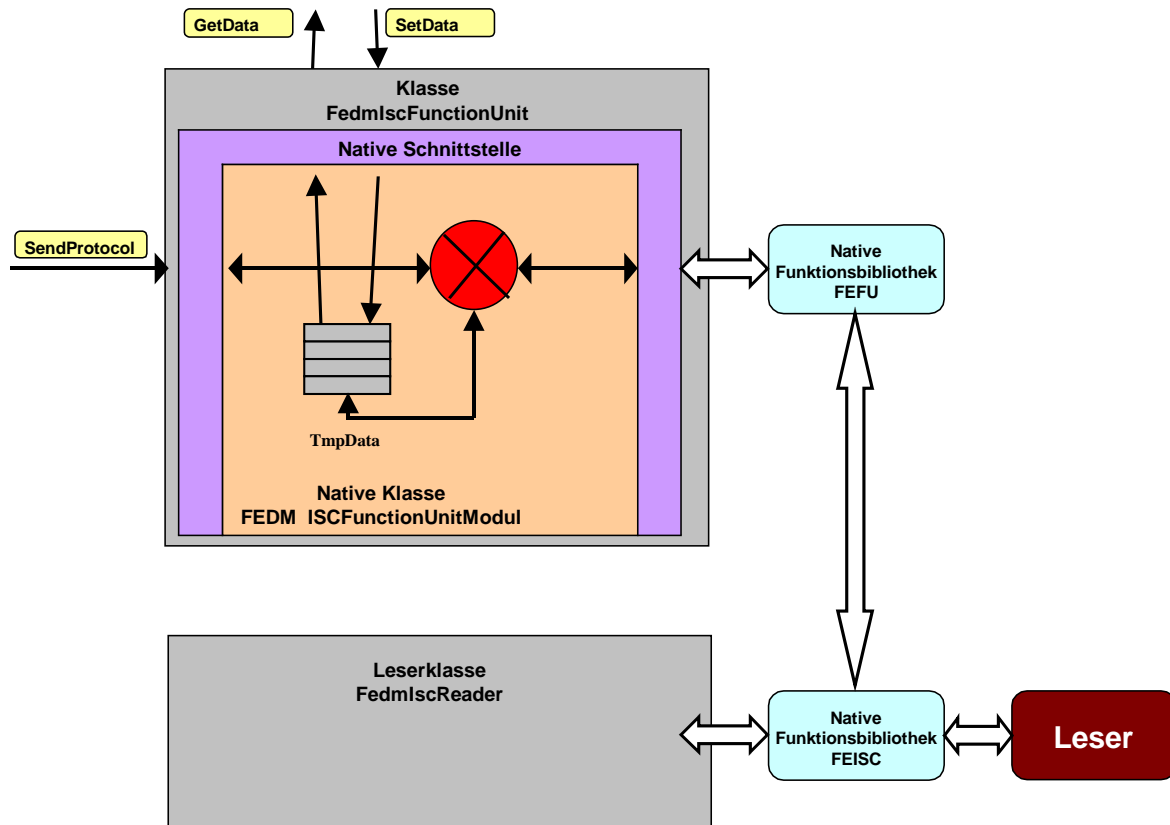 GetData
SetData
Klasse
FedmIscFunctionUnit
Native Schnittstelle
SendProtocol
Native
Funktionsbibliothek
FEFU
TmpData
Native Klasse
FEDM ISCFunctionUnitModul
Leserklasse
FedmIscReader
Native
Funktionsbibliothek
FEISC
Leser